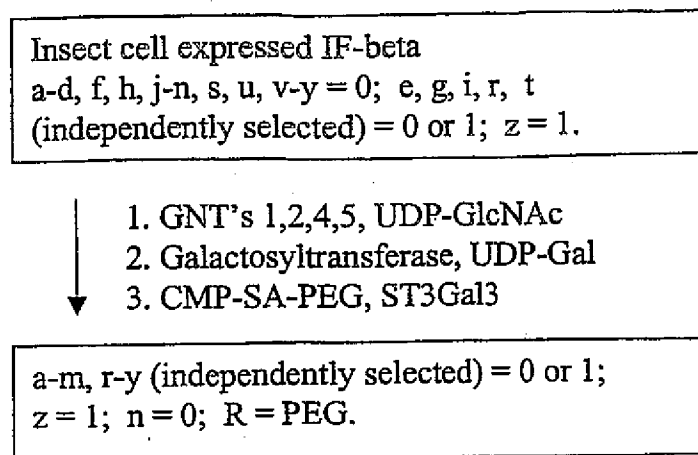 Insect cell expressed IF-beta
a-d, f, h, j-n, s, u, v-y = 0; e, g, i, r, t
(independently selected) = 0 or 1; z = 1.
1. GNT's 1,2,4,5, UDP-GlcNAc
2. Galactosyltransferase, UDP-Gal
3. CMP-SA-PEG, ST3Gal3
a-m, r-y (independently selected) = 0 or 1;
z = 1; n = 0; R = PEG.